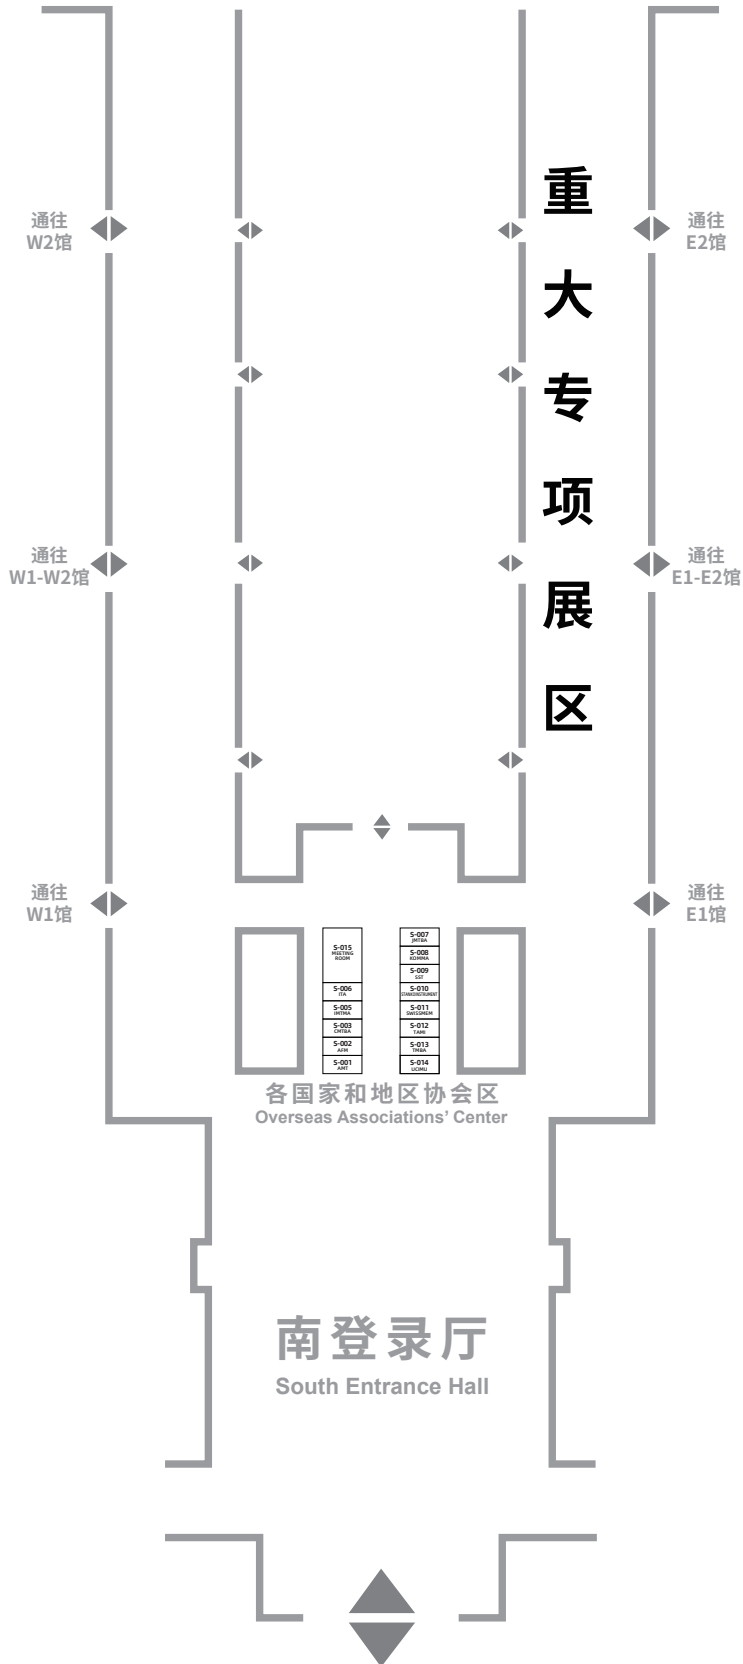 重
大
专
项
展
区
通往
W2馆
通往
E2馆
通往
W1-W2馆
通往
E1-E2馆
通往
W1馆
通往
E1馆
S-015
MEETING
ROOM
S-006
ITA
S-005
IMTMA
S-003
CMTBA
S-002
AFM
S-001
AMT
S-007
JMTBA
S-008
KOMMA
S-009
SST
S-010
STANKOINSTRUMENT
S-011
SWISSMEM
S-012
TAMI
S-013
TMBA
S-014
UCIMU
各国家和地区协会区
Overseas Associations’ Center
南登录厅
South Entrance Hall